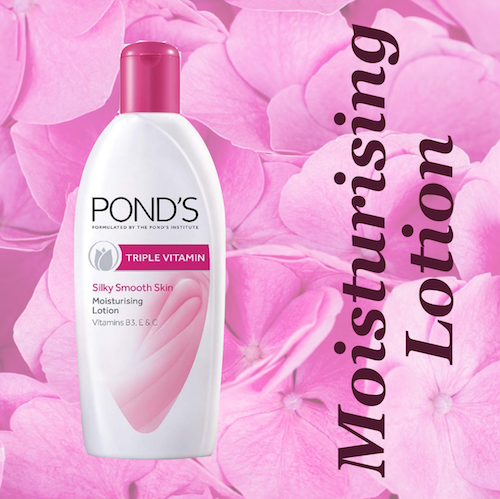 POND'S
FORMULATED BY THE POND'S INSTITUTE
TRIPLE VITAMIN
Silky Smooth Skin
Moisturising
Lotion
Vitamins B3, E & C
Moisturising
Lotion